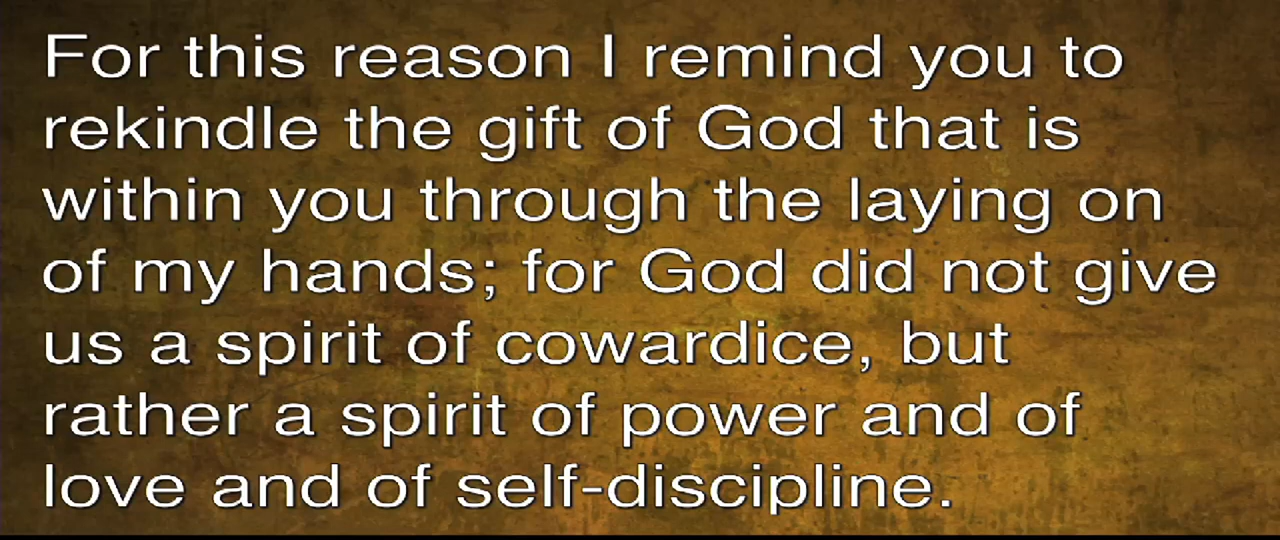 For this reason I remind you to
rekindle the gift of God that is
within you through the laying on
of my hands; for God did not give
us a spirit of cowardice, but
rather a spirit of power and of
love and of self-discipline.